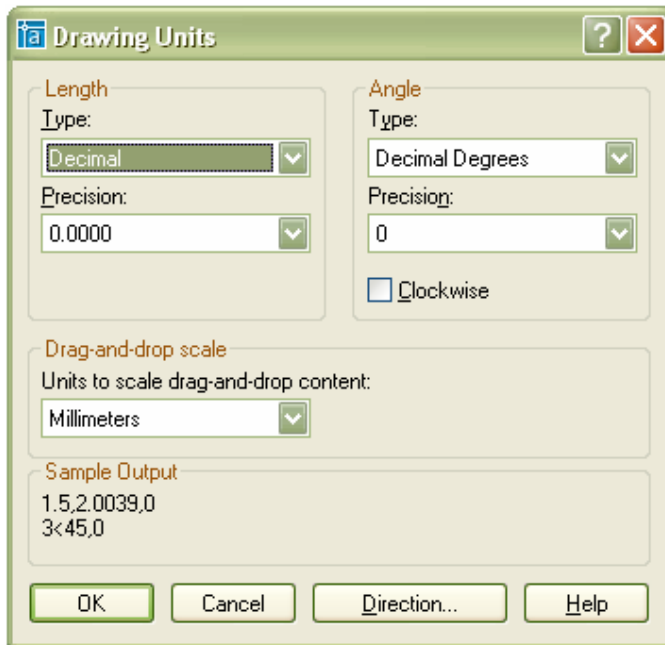 Drawing Units
Length
Type:
Decimal
Precision:
0.0000
Angle
Type:
Decimal Degrees
Precision:
0
Clockwise
Drag-and-drop scale
Units to scale drag-and-drop content:
Millimeters
Sample Output
1.5,2.0039,0
3<45,0
OK Cancel Direction... Help